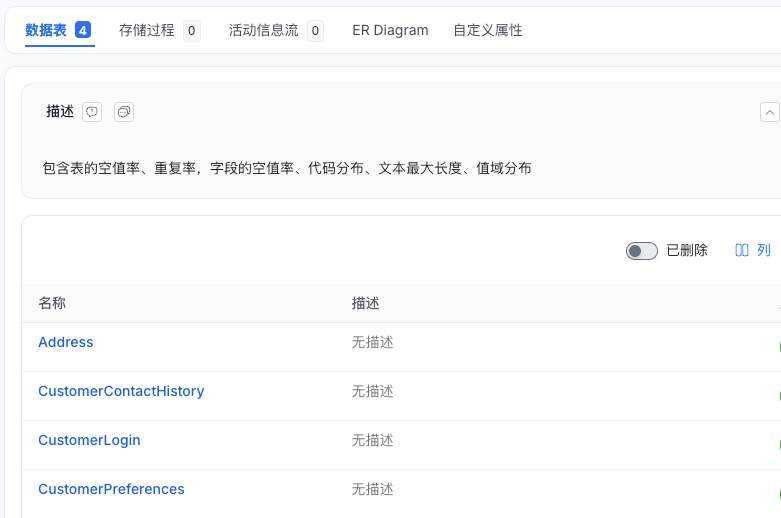 数据表 4 存储过程 0 活动信息流 0 ER Diagram 自定义属性
描述
包含表的空值率、重复率，字段的空值率、代码分布、文本最大长度、值域分布
已删除 列
名称 描述
Address 无描述
CustomerContactHistory 无描述
CustomerLogin 无描述
CustomerPreferences 无描述